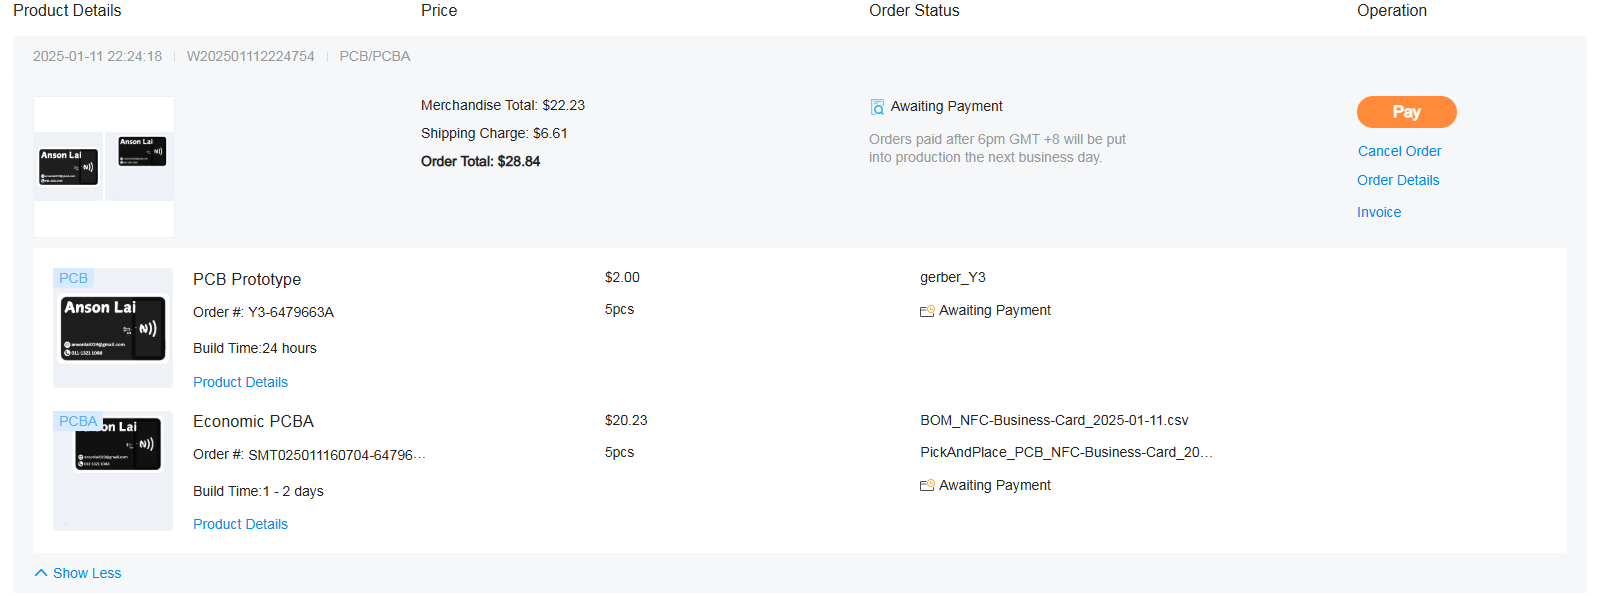 Product Details Price Order Status Operation
2025-01-11 22:24:18 W202501112224754 PCB/PCBA
Anson Lai
Anson Lai
Merchandise Total: $22.23
Shipping Charge: $6.61
Order Total: $28.84
Awaiting Payment
Orders paid after 6pm GMT +8 will be put
into production the next business day.
Pay
Cancel Order
Order Details
Invoice
PCB
Anson Lai
PCB Prototype
Order #: Y3-6479663A
Build Time:24 hours
Product Details
$2.00
5pcs
gerber_Y3
Awaiting Payment
PCBA
on Lai
Economic PCBA
Order #: SMT025011160704-64796...
Build Time:1 - 2 days
Product Details
$20.23
5pcs
BOM_NFC-Business-Card_2025-01-11.csv
PickAndPlace_PCB_NFC-Business-Card_20...
Awaiting Payment
Show Less